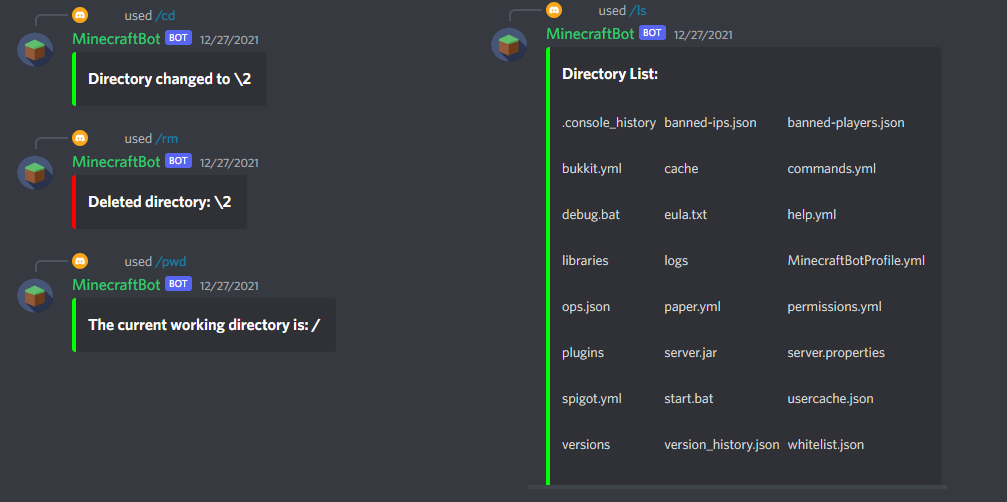 used /cd
MinecraftBot BOT 12/27/2021
Directory changed to \2
used /rm
MinecraftBot BOT 12/27/2021
Deleted directory: \2
used /pwd
MinecraftBot BOT 12/27/2021
The current working directory is: /
used /ls
MinecraftBot BOT 12/27/2021
Directory List:
.console_history banned-ips.json banned-players.json
bukkit.yml cache commands.yml
debug.bat eula.txt help.yml
libraries logs MinecraftBotProfile.yml
ops.json paper.yml permissions.yml
plugins server.jar server.properties
spigot.yml start.bat usercache.json
versions version_history.json whitelist.json